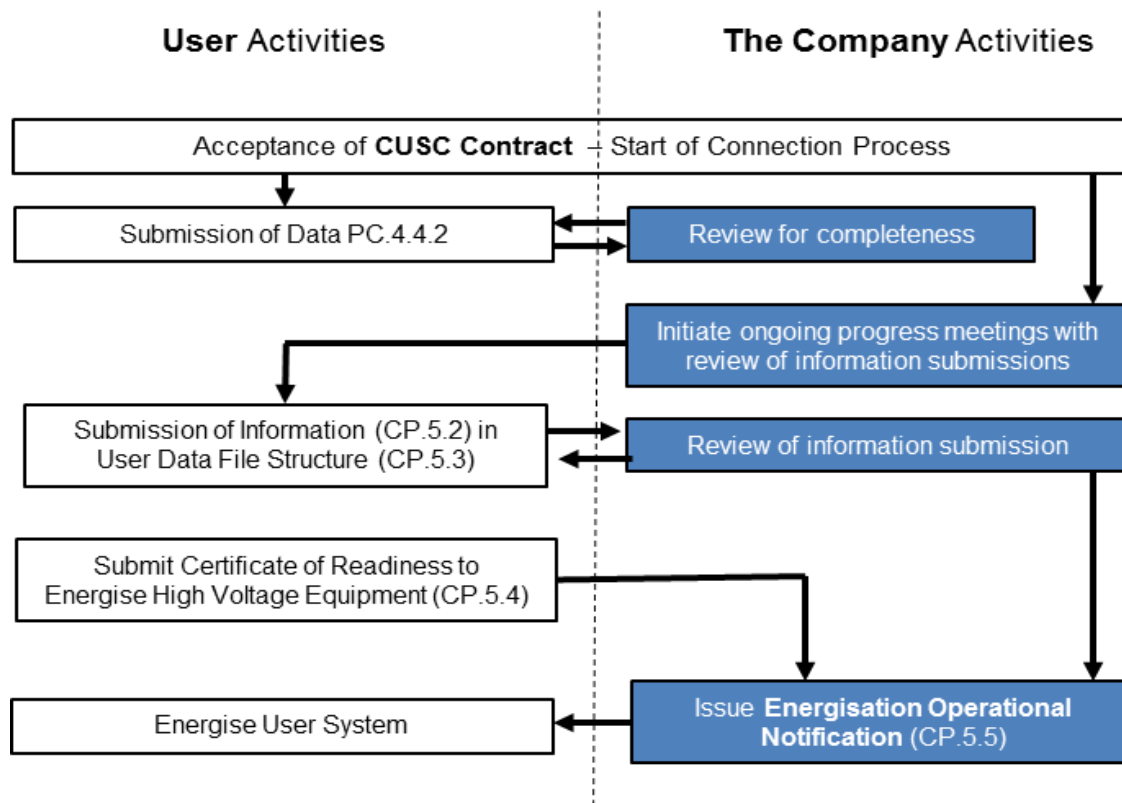 User Activities
The Company Activities
Acceptance of CUSC Contract – Start of Connection Process
Submission of Data PC.4.4.2
Review for completeness
Initiate ongoing progress meetings with
review of information submissions
Submission of Information (CP.5.2) in
User Data File Structure (CP.5.3)
Review of information submission
Submit Certificate of Readiness to
Energise High Voltage Equipment (CP.5.4)
Energise User System
Issue Energisation Operational
Notification (CP.5.5)